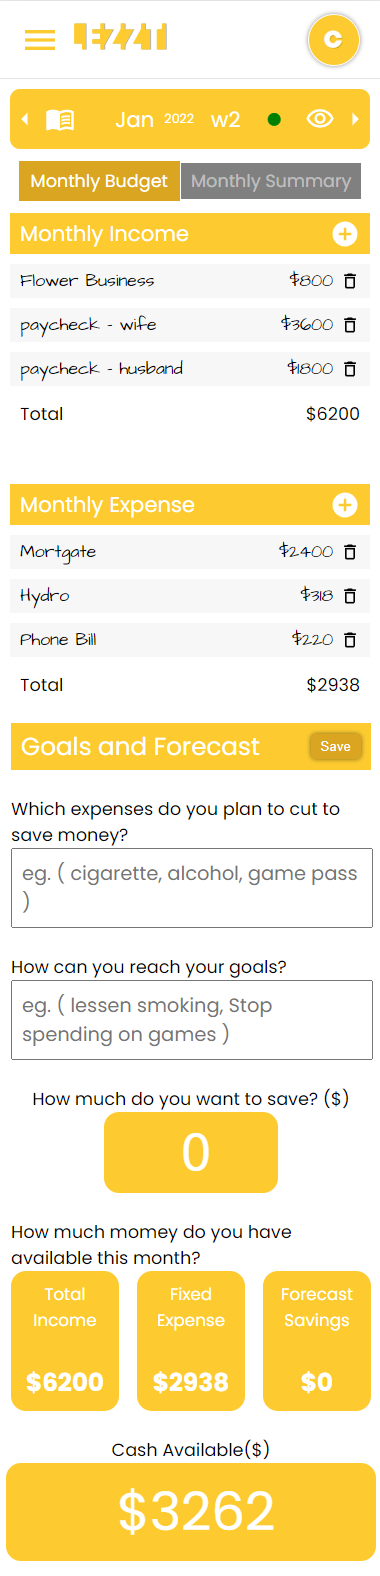 LEZZT
C
Jan 2022 w2
Monthly Budget Monthly Summary
Monthly Income
Flower Business $800
paycheck - wife $3600
paycheck - husband $1800
Total $6200
Monthly Expense
Mortgate $2400
Hydro $318
Phone Bill $220
Total $2938
Goals and Forecast Save
Which expenses do you plan to cut to
save money?
eg. ( cigarette, alcohol, game pass
)
How can you reach your goals?
eg. ( lessen smoking, Stop
spending on games )
How much do you want to save? ($)
0
How much momey do you have
available this month?
Total Fixed Forecast
Income Expense Savings
$6200 $2938 $0
Cash Available($)
$3262